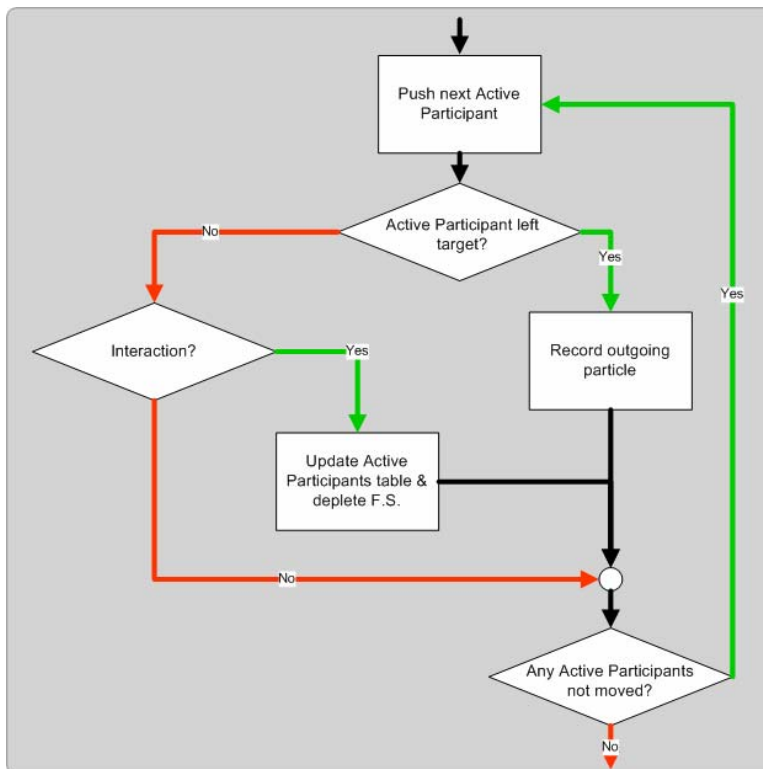 Push next Active
Participant
Active Participant left
target?
No
Yes
Interaction?
Yes
Record outgoing
particle
Yes
Update Active
Participants table &
deplete F.S.
No
Any Active Participants
not moved?
No